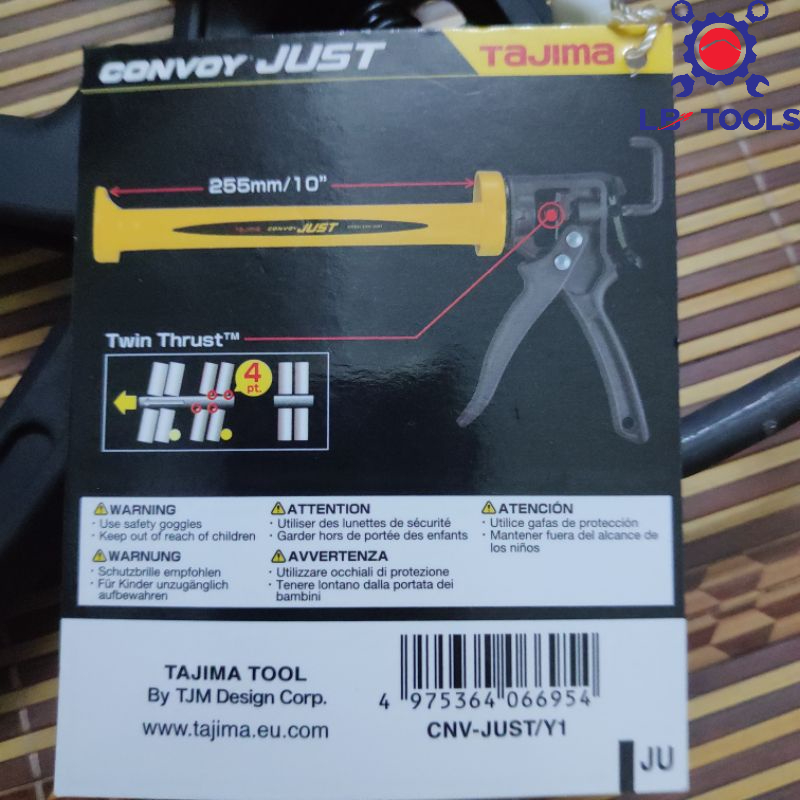 CONVOY JUST
TAJIMA
LB TOOLS
255mm/10"
TAJIMA CONVOY JUST
Twin Thrust™
4
pt.
WARNING
· Use safety goggles
· Keep out of reach of children
WARNUNG
· Schutzbrille empfohlen
· Für Kinder unzugänglich
aufbewahren
ATTENTION
· Utiliser des lunettes de sécurité
· Garder hors de portée des enfants
AVVERTENZA
· Utilizzare occhiali di protezione
· Tenere lontano dalla portata dei
bambini
ATENCIÓN
· Utilice gafas de protección
· Mantener fuera del alcance de
los niños
TAJIMA TOOL
By TJM Design Corp.
www.tajima.eu.com
4 975364 066954
CNV-JUST/Y1
JU